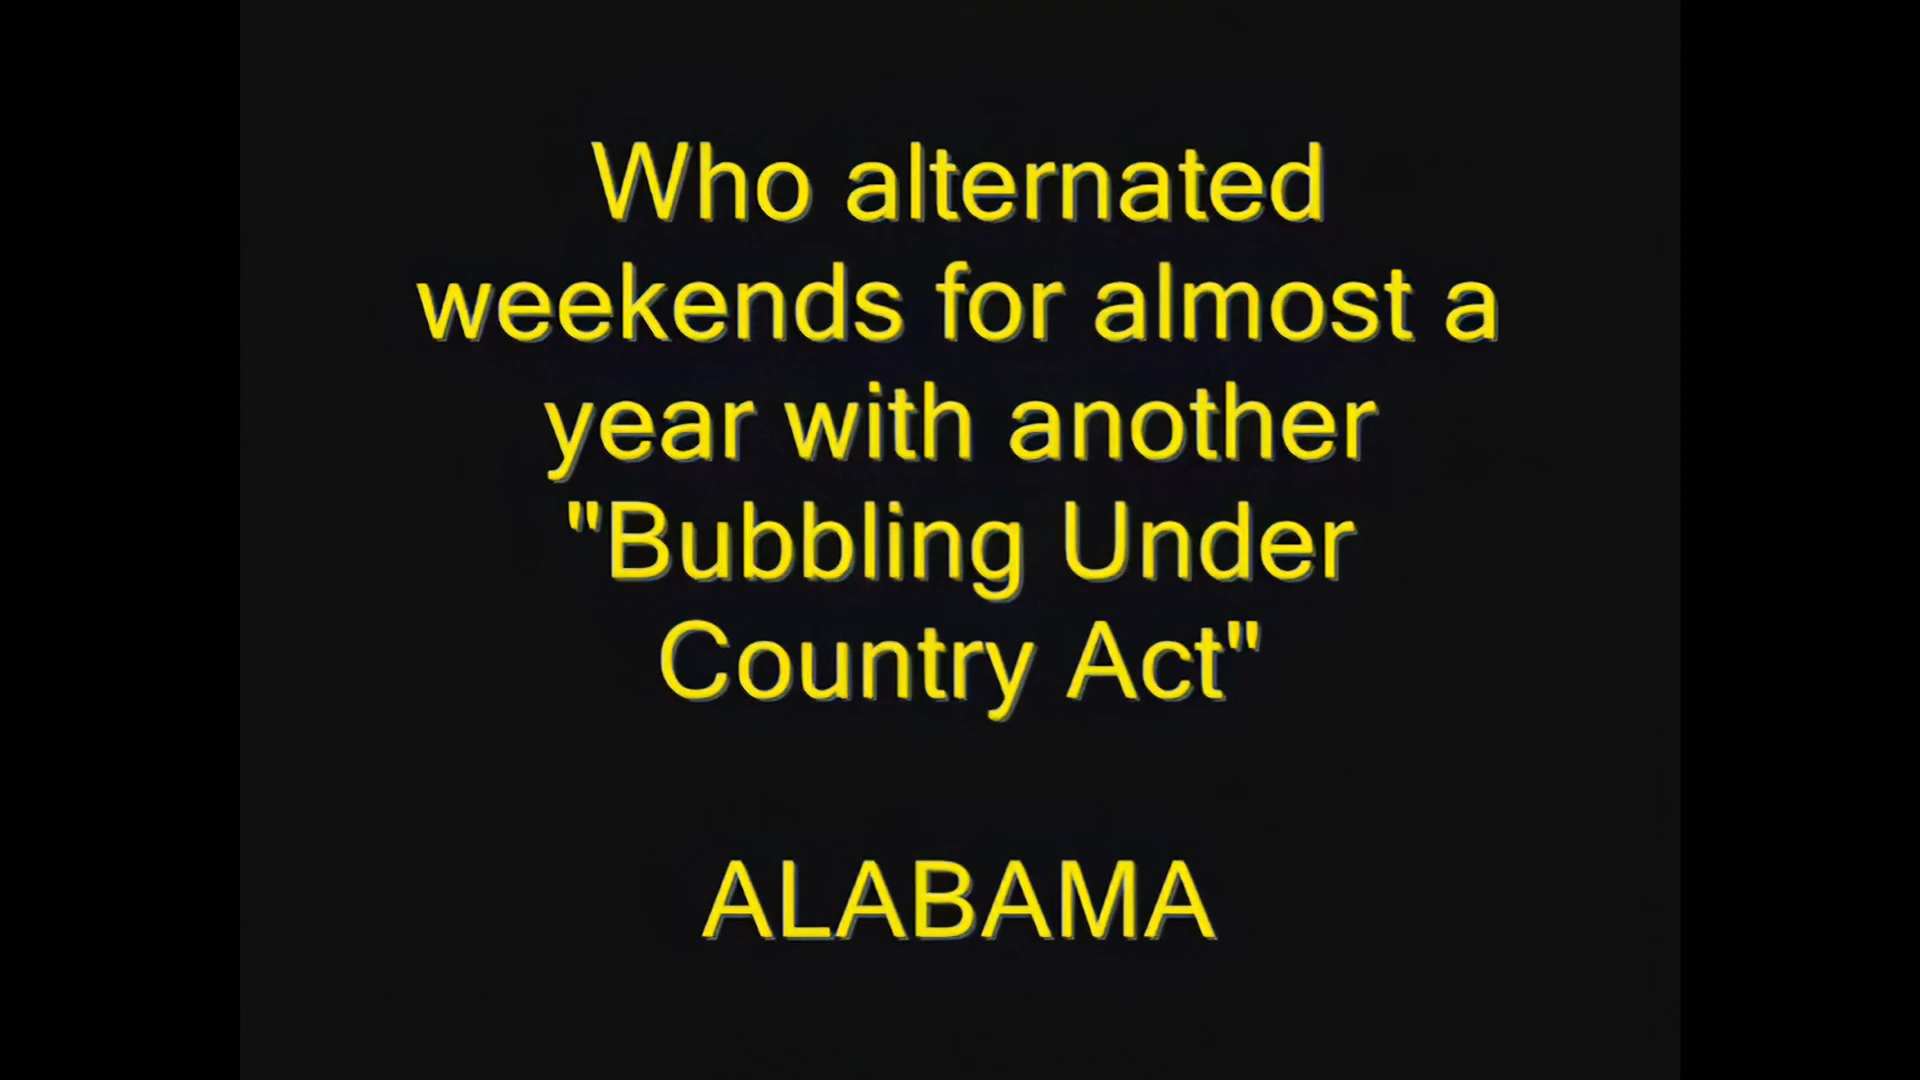 Who alternated
weekends for almost a
year with another
"Bubbling Under
Country Act"
ALABAMA